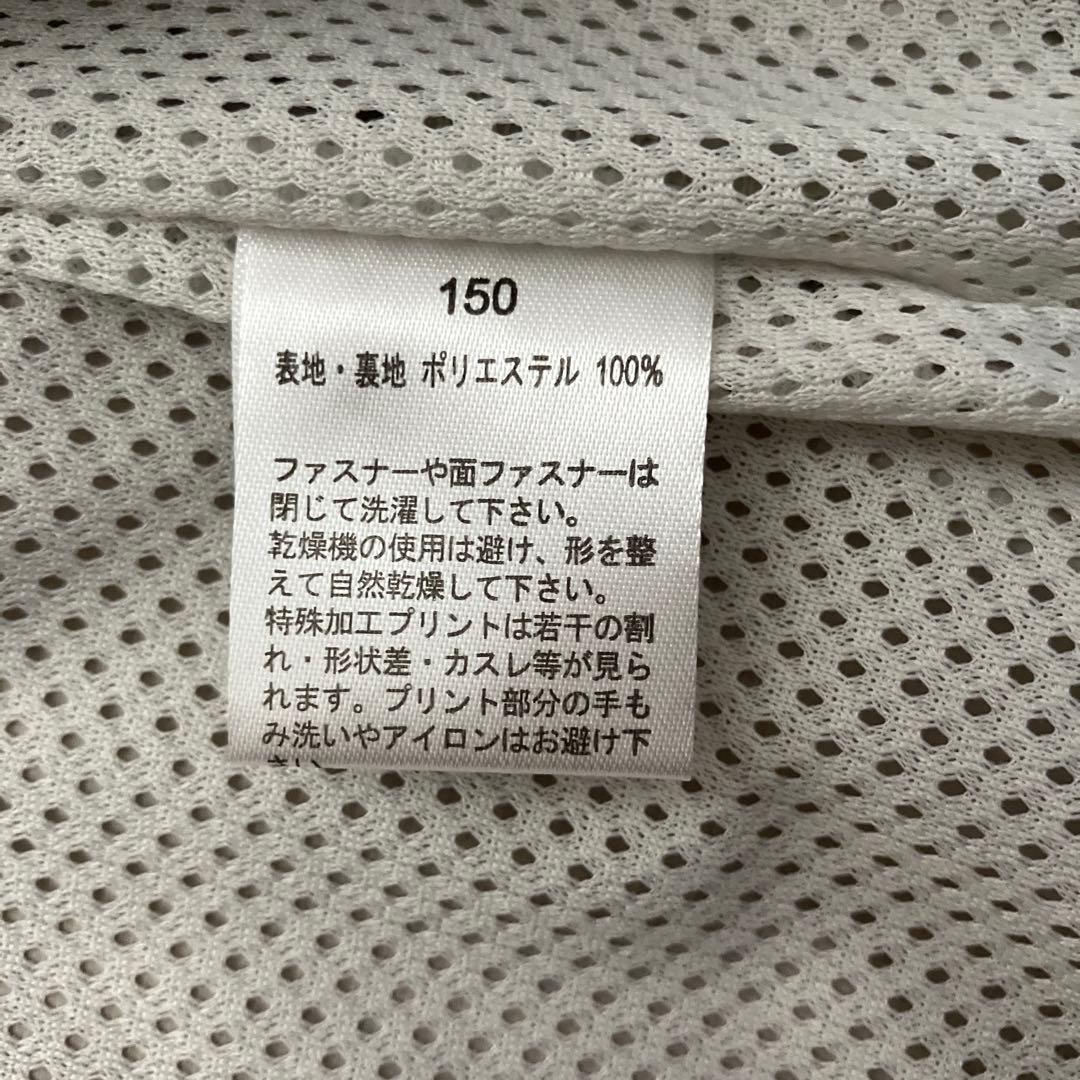 150
表地・裏地 ポリエステル 100%
ファスナーや面ファスナーは
閉じて洗濯して下さい。
乾燥機の使用は避け、形を整
えて自然乾燥して下さい。
特殊加工プリントは若干の割
れ・形状差・カスレ等が見ら
れます。プリント部分の手も
み洗いやアイロンはお避け下
さい。